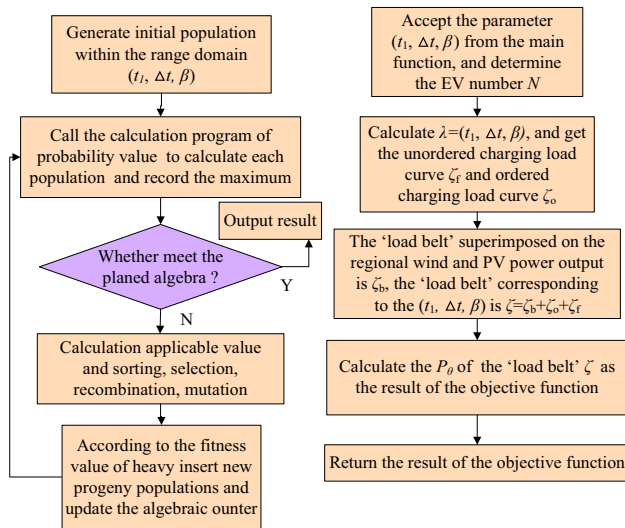 Generate initial population
within the range domain
(t₁, Δt, β)
Call the calculation program of
probability value to calculate each
population and record the maximum
Output result
Whether meet the
planed algebra ?
Y
N
Calculation applicable value
and sorting, selection,
recombination, mutation
According to the fitness
value of heavy insert new
progeny populations and
update the algebraic ounter
Accept the parameter
(t₁, Δt, β) from the main
function, and determine
the EV number N
Calculate λ=(t₁, Δt, β), and get
the unordered charging load
curve ζf and ordered
charging load curve ζo
The ‘load belt’ superimposed on the
regional wind and PV power output
is ζb, the ‘load belt’ corresponding
to the (t₁, Δt, β) is ζ=ζb+ζo+ζf
Calculate the Pθ of the ‘load belt’ ζ as
the result of the objective function
Return the result of the objective function